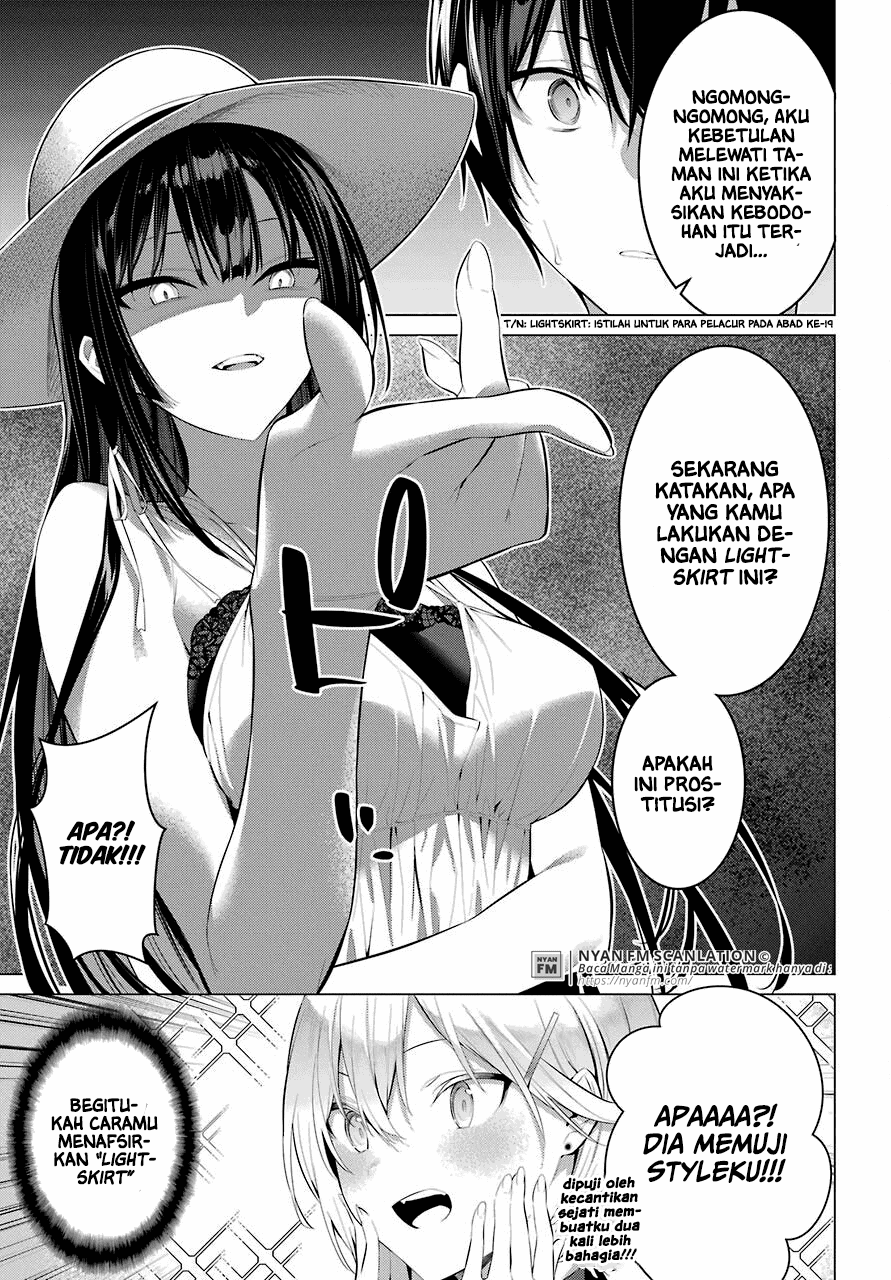 NGOMONG-
NGOMONG, AKU
KEBETULAN
MELEWATI TA-
MAN INI KETIKA
AKU MENYAK-
SIKAN KEBODO-
HAN ITU TER-
JADI...
T/N: LIGHTSKIRT: ISTILAH UNTUK PARA PELACUR PADA ABAD KE-19
SEKARANG
KATAKAN, APA
YANG KAMU
LAKUKAN DE-
NGAN LIGHT-
SKIRT INI?
ビシ
APAKAH
INI PROS-
TITUSI?
APA?!
TIDAK!!!
NYAN FM
NYAN FM SCANLATION ©
Baca Manga ini tanpa watermark hanya di :
https://nyanfm.com/
APAAAA?!
DIA MEMUJI
STYLEKU!!!
dipuji oleh
kecantikan
sejati mem-
buatku dua
kali lebih
bahagia!!!
BEGITU-
KAH CARAMU
MENAFSIR-
KAN "LIGHT-
SKIRT"